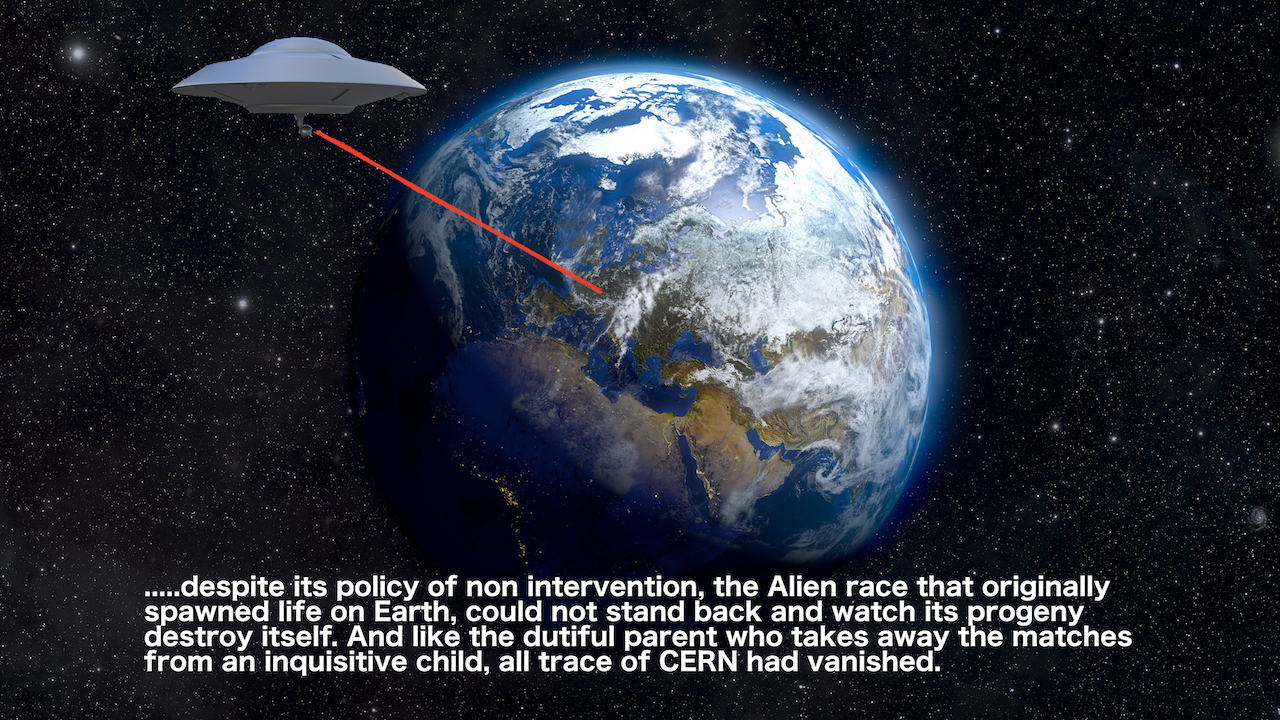 .....despite its policy of non intervention, the Alien race that originally
spawned life on Earth, could not stand back and watch its progeny
destroy itself. And like the dutiful parent who takes away the matches
from an inquisitive child, all trace of CERN had vanished.